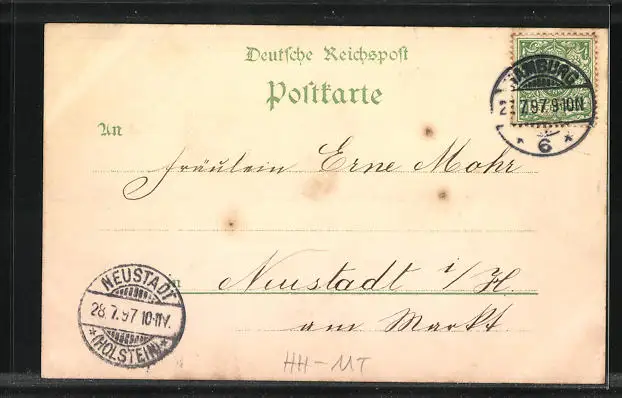 Deutsche Reichspost
Postkarte
HAMBURG
7.97.9-10N
* 6 *
An
Fräulein Erne Mohr
in Neustadt i/H
am Markt.
NEUSTADT
28.7.97.10-11V.
*(HOLSTEIN)*
HH-MT